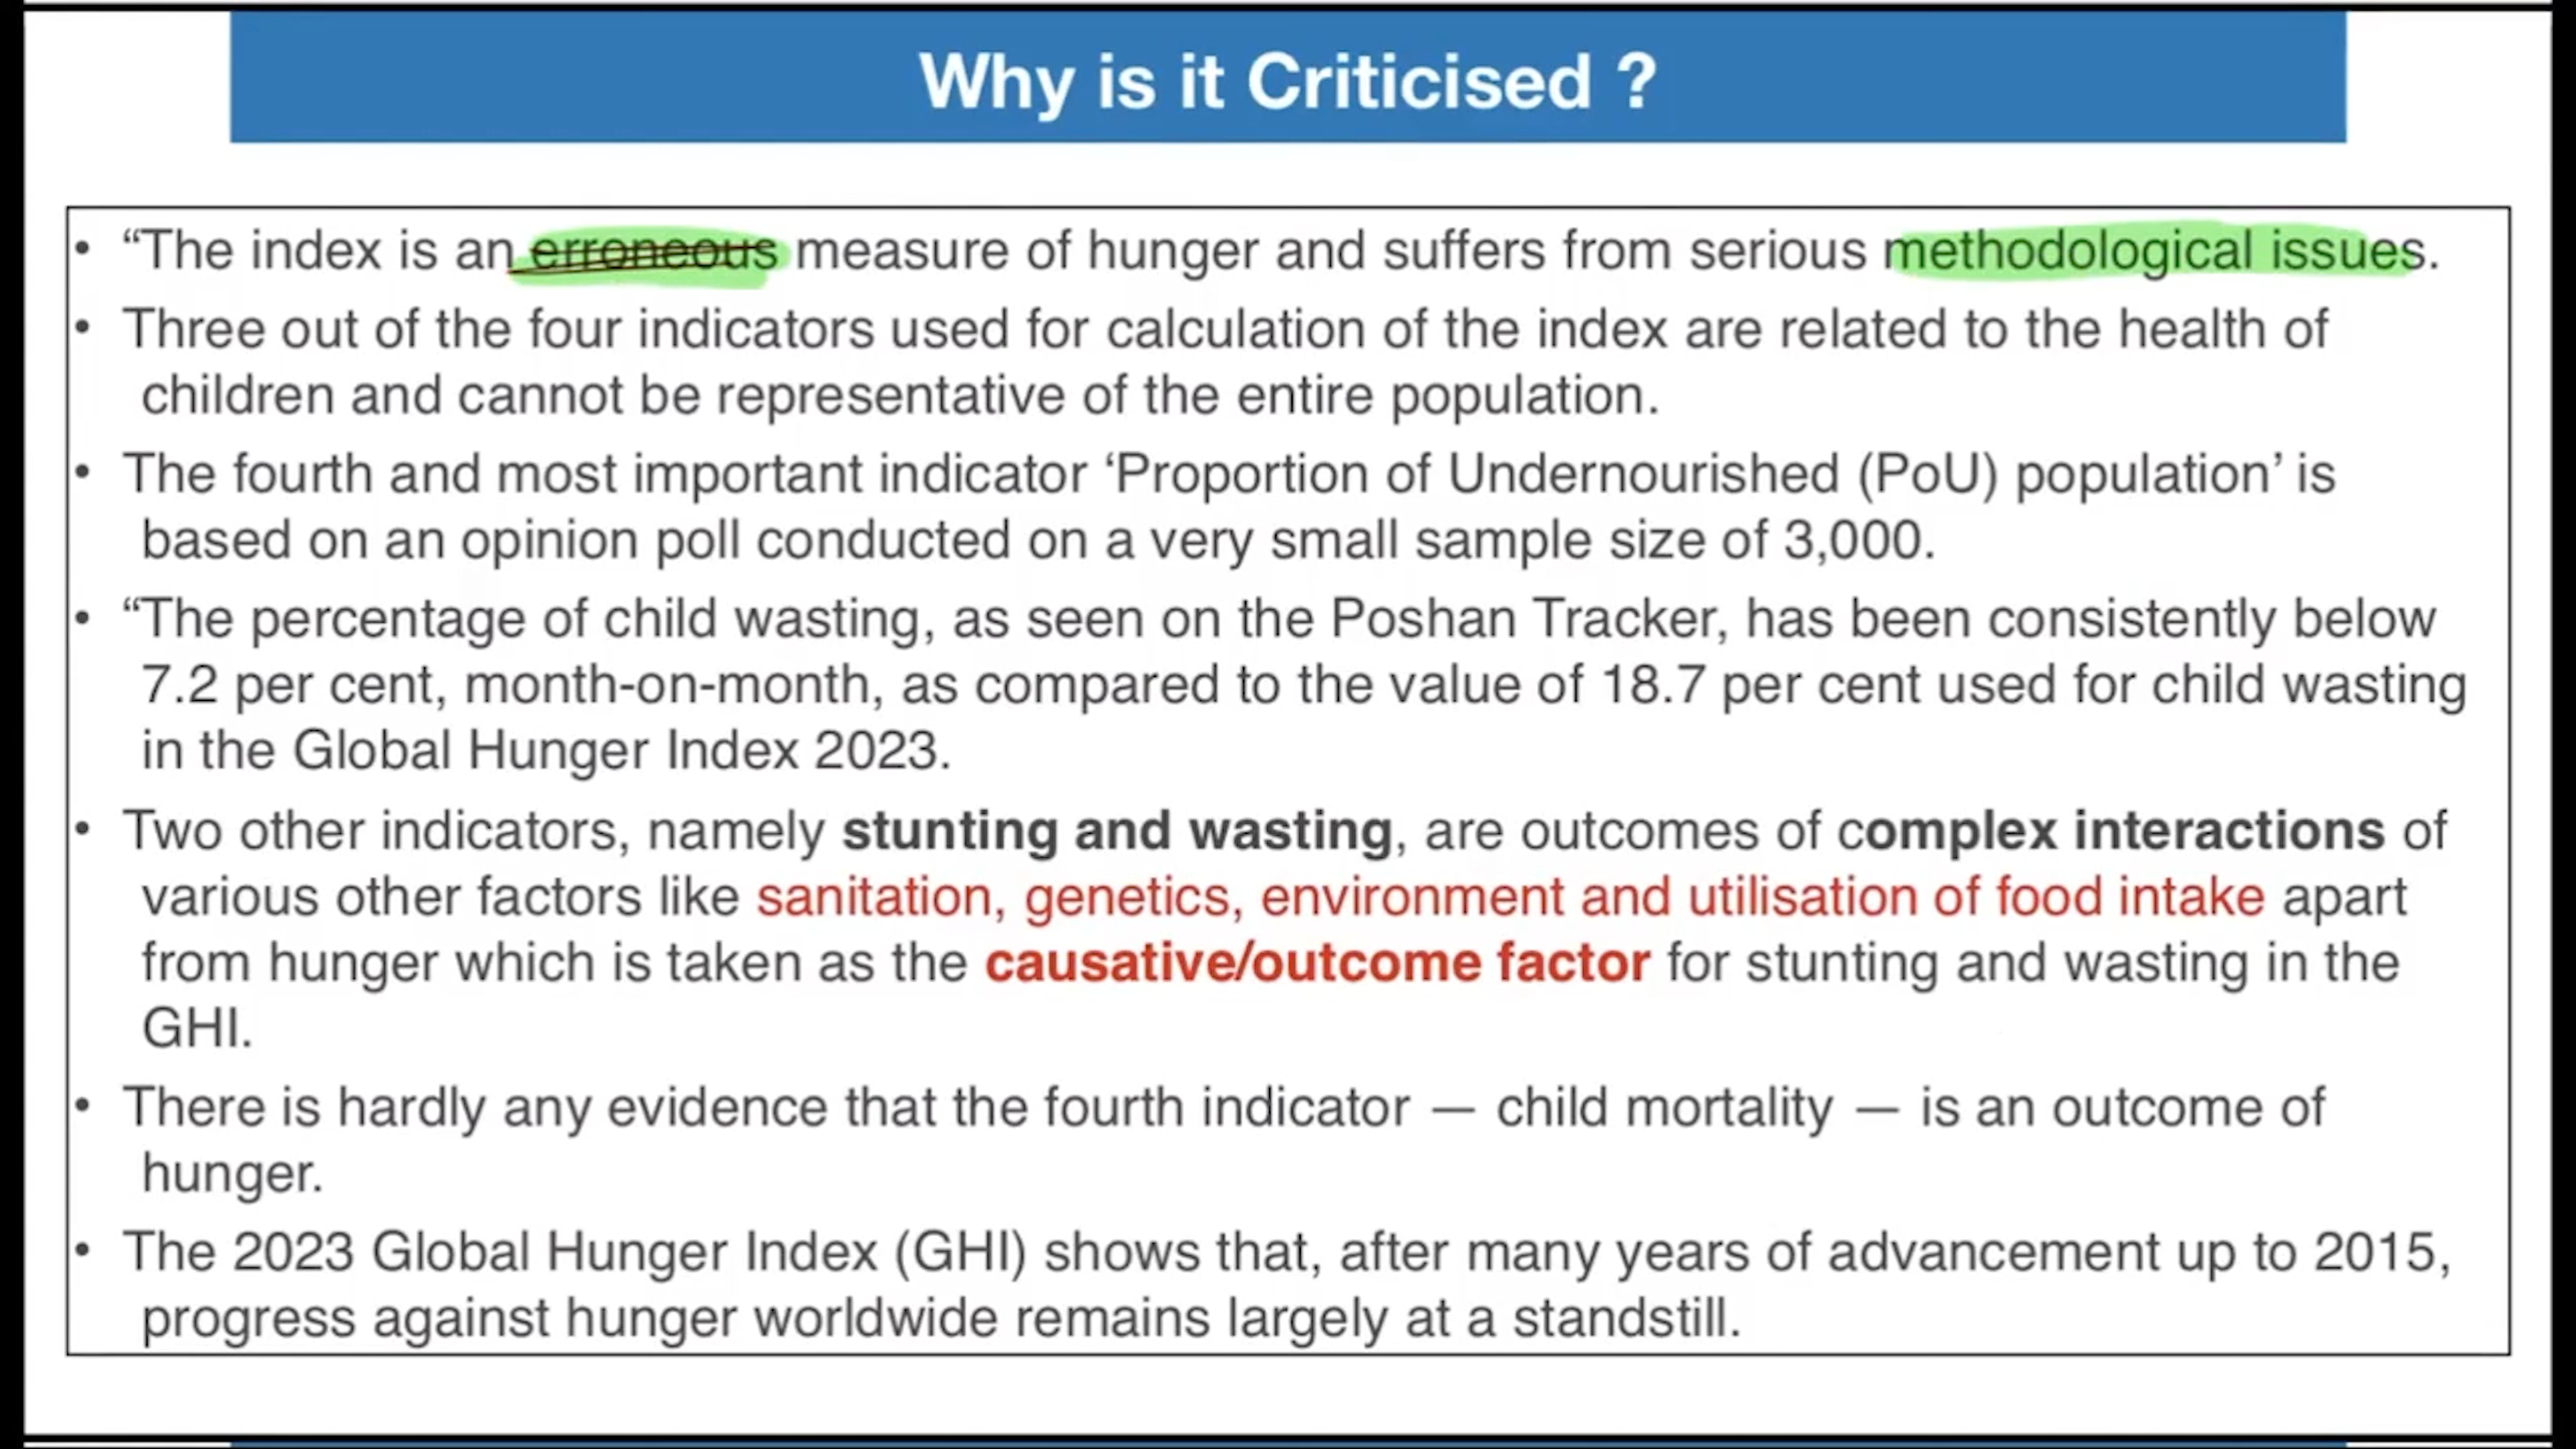 Why is it Criticised ?
• “The index is an erroneous measure of hunger and suffers from serious methodological issues.
• Three out of the four indicators used for calculation of the index are related to the health of
children and cannot be representative of the entire population.
• The fourth and most important indicator ‘Proportion of Undernourished (PoU) population’ is
based on an opinion poll conducted on a very small sample size of 3,000.
• “The percentage of child wasting, as seen on the Poshan Tracker, has been consistently below
7.2 per cent, month-on-month, as compared to the value of 18.7 per cent used for child wasting
in the Global Hunger Index 2023.
• Two other indicators, namely stunting and wasting, are outcomes of complex interactions of
various other factors like sanitation, genetics, environment and utilisation of food intake apart
from hunger which is taken as the causative/outcome factor for stunting and wasting in the
GHI.
• There is hardly any evidence that the fourth indicator — child mortality — is an outcome of
hunger.
• The 2023 Global Hunger Index (GHI) shows that, after many years of advancement up to 2015,
progress against hunger worldwide remains largely at a standstill.